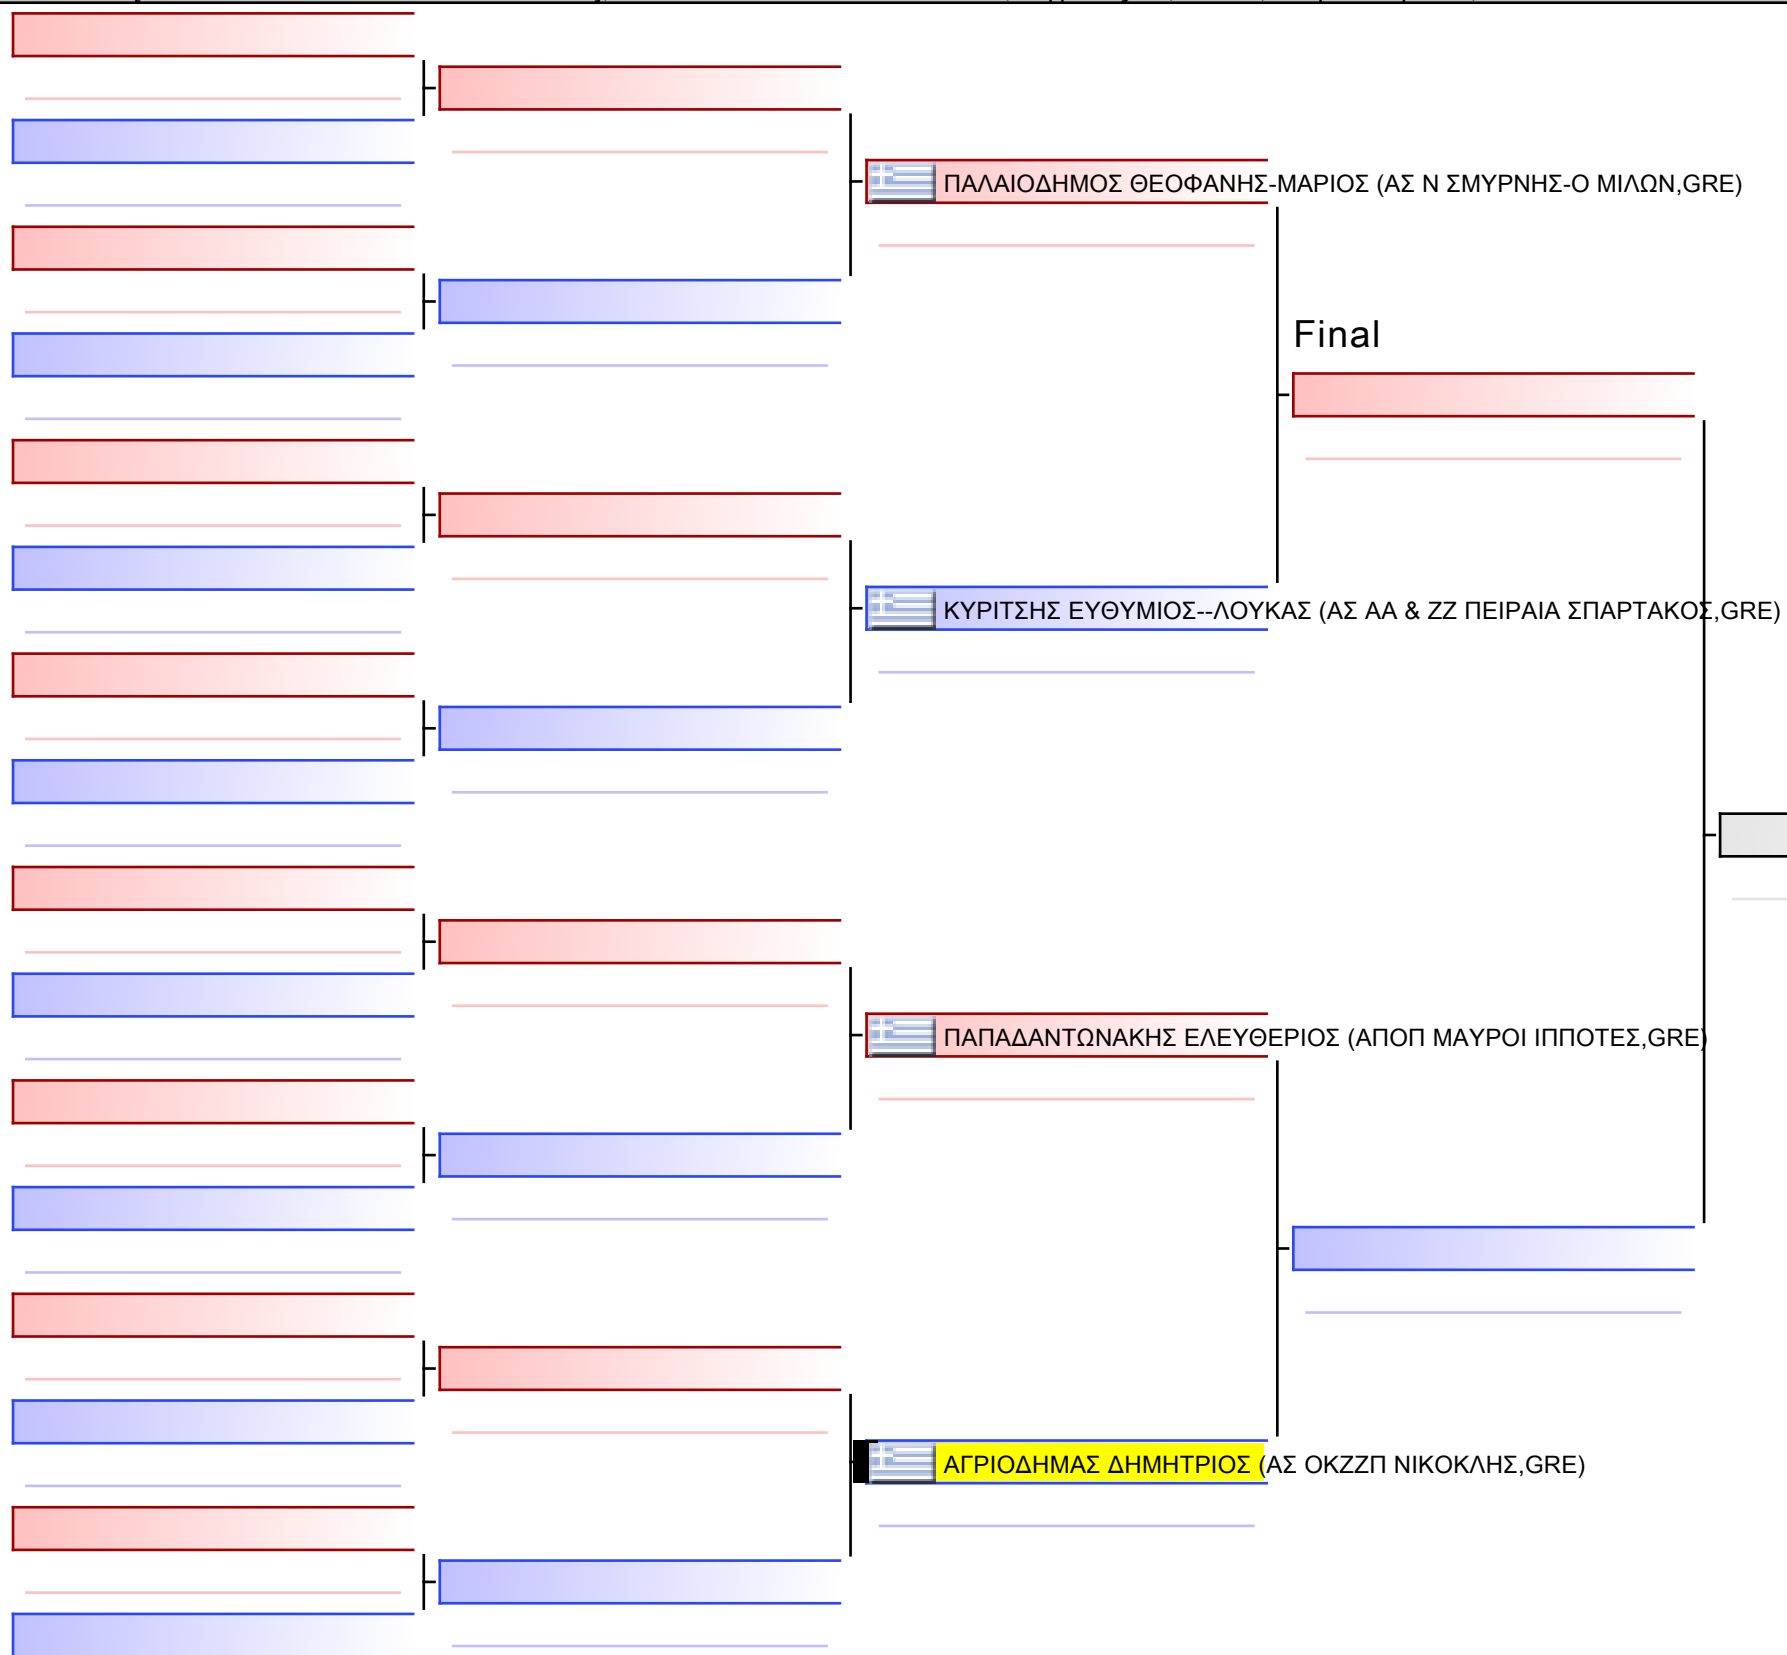 ΠΑΛΑΙΟΔΗΜΟΣ ΘΕΟΦΑΝΗΣ-ΜΑΡΙΟΣ (ΑΣ Ν ΣΜΥΡΝΗΣ-Ο ΜΙΛΩΝ,GRE)
Final
ΚΥΡΙΤΣΗΣ ΕΥΘΥΜΙΟΣ--ΛΟΥΚΑΣ (ΑΣ ΑΑ & ΖΖ ΠΕΙΡΑΙΑ ΣΠΑΡΤΑΚΟΣ,GRE)
ΠΑΠΑΔΑΝΤΩΝΑΚΗΣ ΕΛΕΥΘΕΡΙΟΣ (ΑΠΟΠ ΜΑΥΡΟΙ ΙΠΠΟΤΕΣ,GRE)
ΑΓΡΙΟΔΗΜΑΣ ΔΗΜΗΤΡΙΟΣ (ΑΣ ΟΚΖΖΠ ΝΙΚΟΚΛΗΣ,GRE)